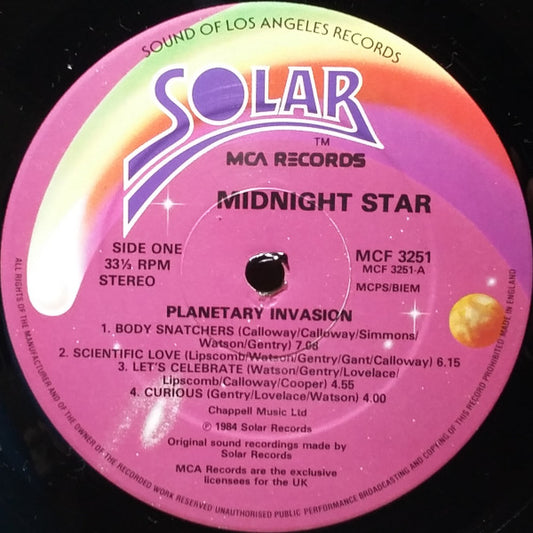 SOUND OF LOS ANGELES RECORDS
SOLAR
TM
MCA RECORDS
MIDNIGHT STAR
SIDE ONE
33⅓ RPM
STEREO
MCF 3251
MCF 3251-A
MCPS/BIEM
PLANETARY INVASION
1. BODY SNATCHERS (Calloway/Calloway/Simmons/
Watson/Gentry) 7.08
2. SCIENTIFIC LOVE (Lipscomb/Watson/Gentry/Gant/Calloway) 6.15
3. LET'S CELEBRATE (Watson/Gentry/Lovelace/
Lipscomb/Calloway/Cooper) 4.55
4. CURIOUS (Gentry/Lovelace/Watson) 4.00
Chappell Music Ltd
℗ 1984 Solar Records
Original sound recordings made by
Solar Records
MCA Records are the exclusive
licensees for the UK
ALL RIGHTS OF THE MANUFACTURER AND OF THE OWNER OF THE RECORDED WORK RESERVED UNAUTHORISED PUBLIC PERFORMANCE BROADCASTING AND COPYING OF THIS RECORD PROHIBITED MADE IN ENGLAND